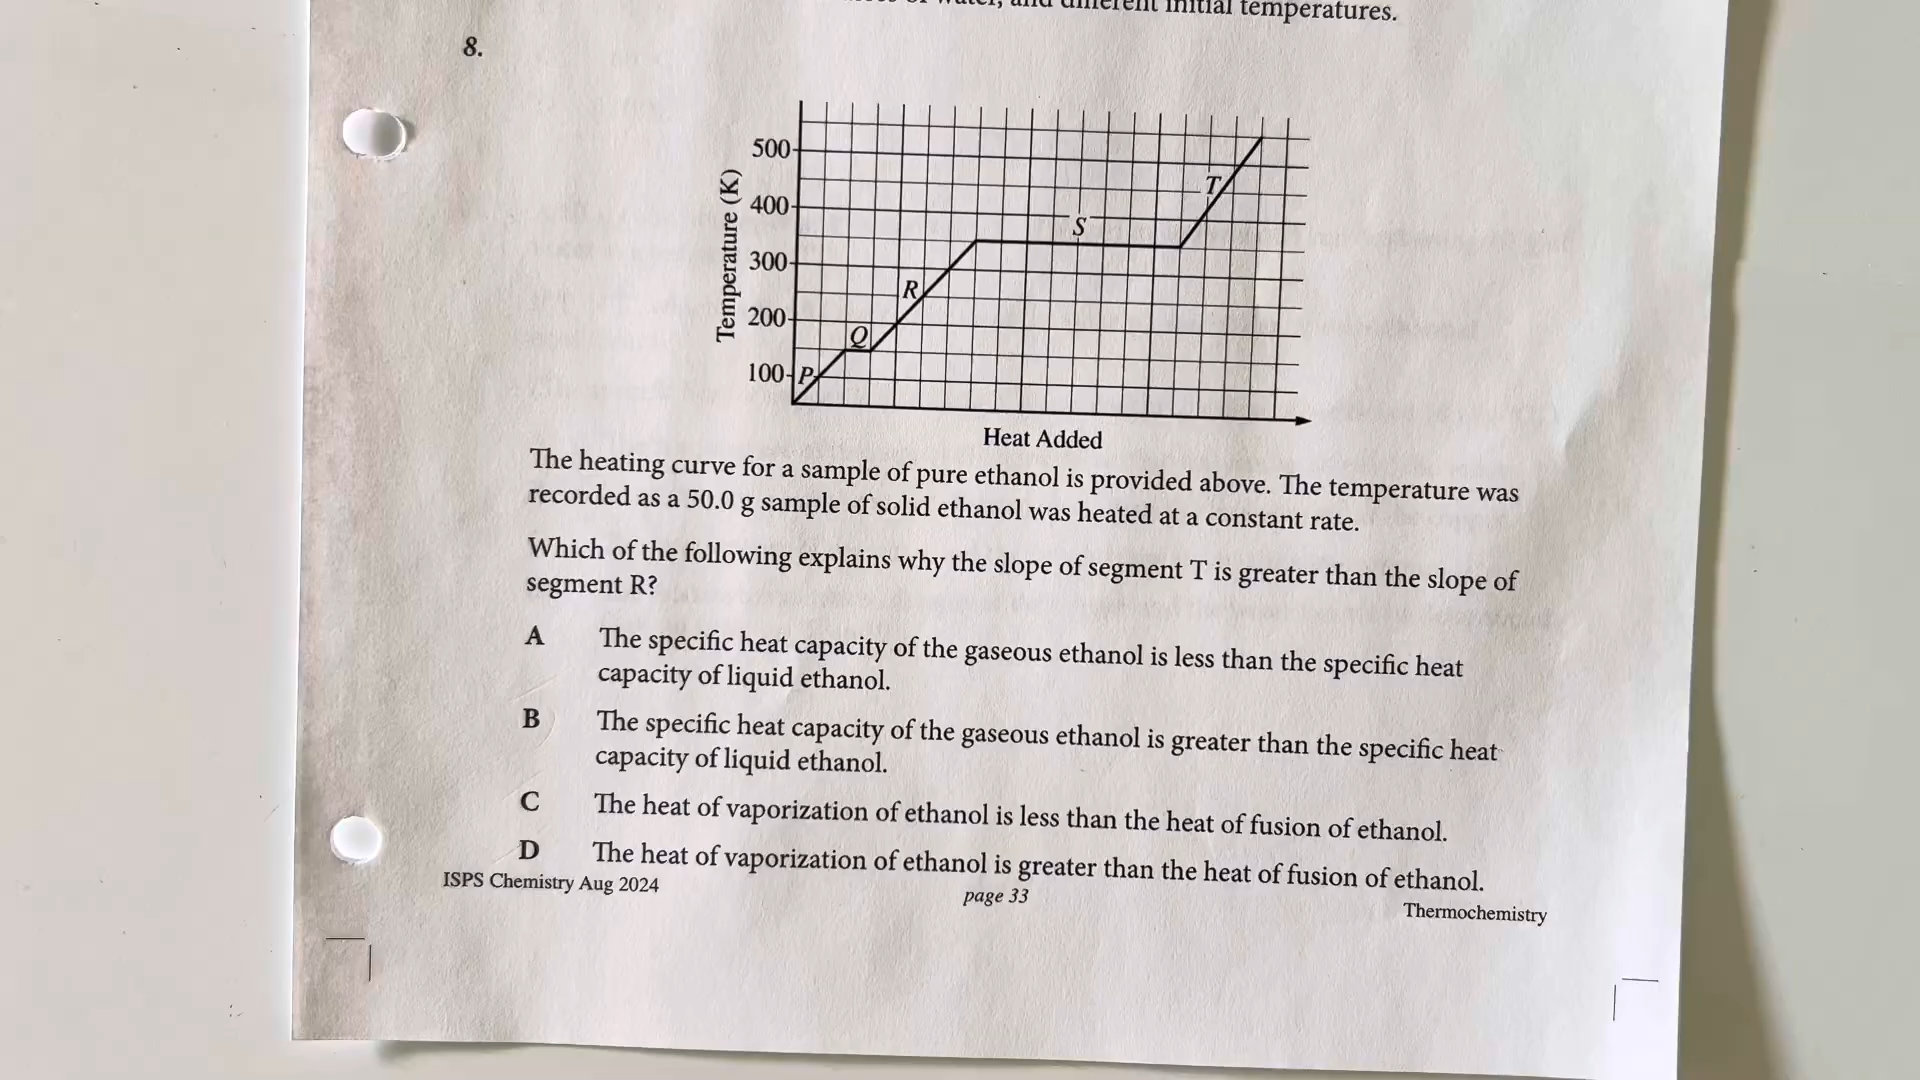 and different initial temperatures.
8.
500
400
300
200
100
Temperature (K)
P
Q
R
S
T
Heat Added
The heating curve for a sample of pure ethanol is provided above. The temperature was
recorded as a 50.0 g sample of solid ethanol was heated at a constant rate.
Which of the following explains why the slope of segment T is greater than the slope of
segment R?
A The specific heat capacity of the gaseous ethanol is less than the specific heat
capacity of liquid ethanol.
B The specific heat capacity of the gaseous ethanol is greater than the specific heat
capacity of liquid ethanol.
C The heat of vaporization of ethanol is less than the heat of fusion of ethanol.
D The heat of vaporization of ethanol is greater than the heat of fusion of ethanol.
ISPS Chemistry Aug 2024
page 33
Thermochemistry